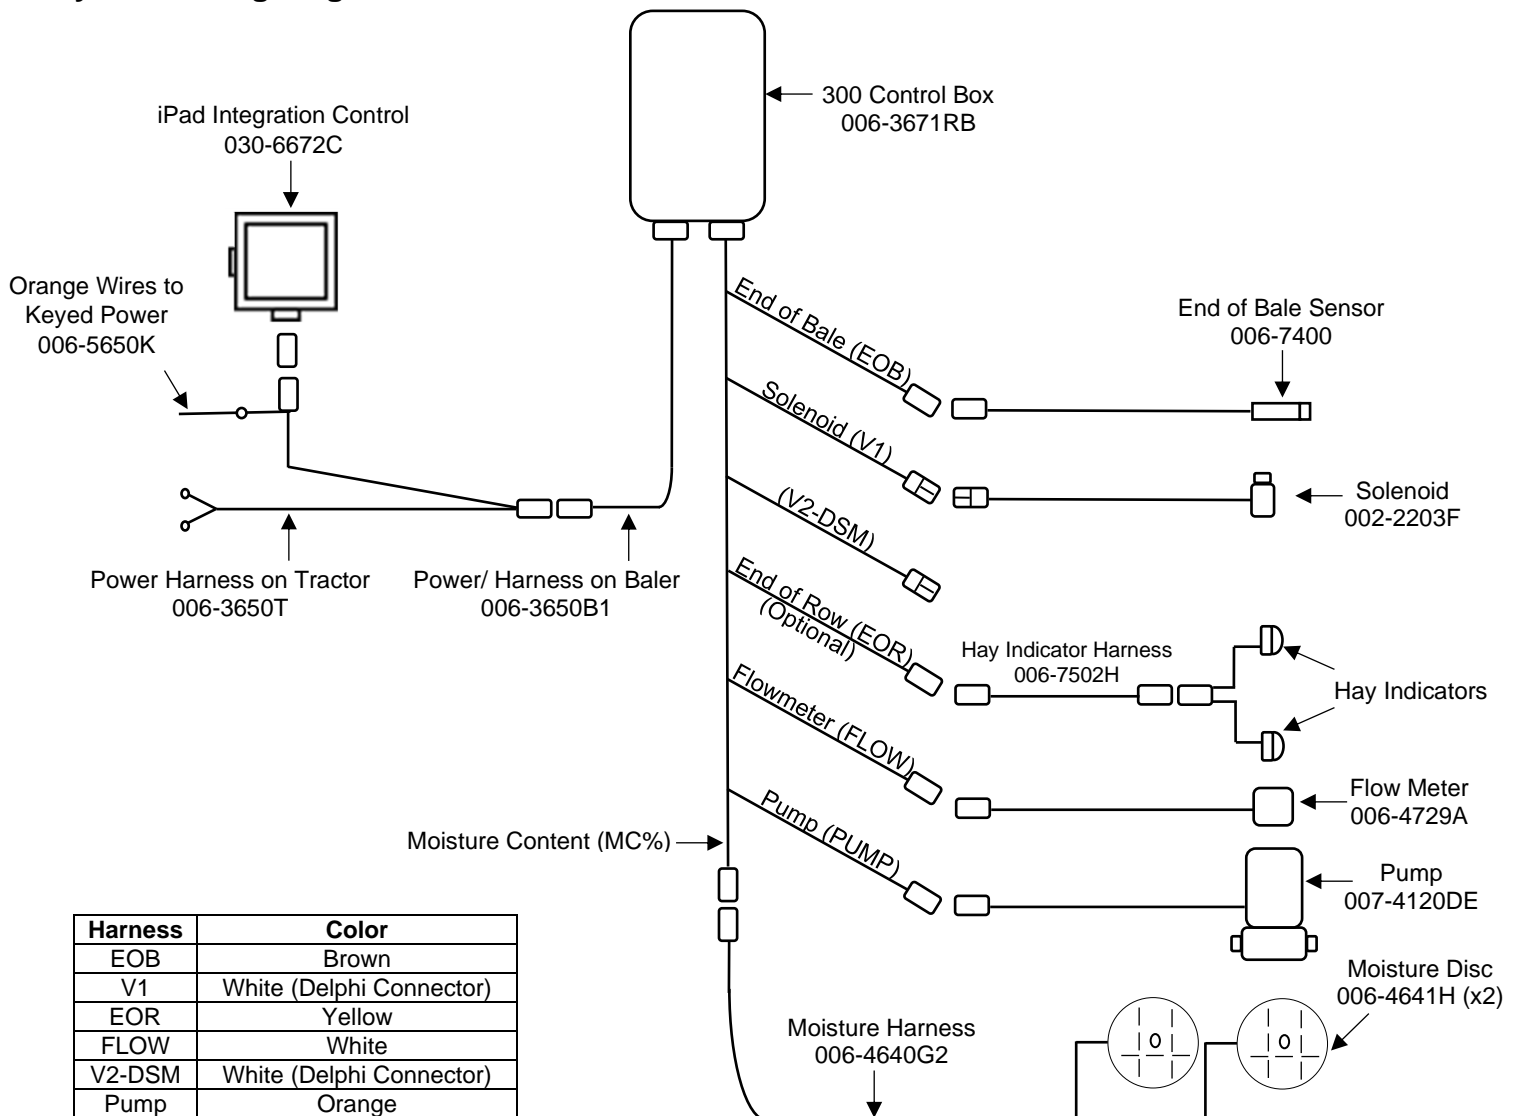 300 Control Box
006-3671RB
iPad Integration Control
030-6672C
Orange Wires to
Keyed Power
006-5650K
End of Bale (EOB)
End of Bale Sensor
006-7400
Solenoid (V1)
Solenoid
002-2203F
(V2-DSM)
Power Harness on Tractor
006-3650T
Power/ Harness on Baler
006-3650B1
End of Row (EOR)
(Optional)
Hay Indicator Harness
006-7502H
Hay Indicators
Flowmeter (FLOW)
Flow Meter
006-4729A
Pump (PUMP)
Pump
007-4120DE
Moisture Content (MC%)
Moisture Disc
006-4641H (x2)
Moisture Harness
006-4640G2
Harness Color
EOB Brown
V1 White (Delphi Connector)
EOR Yellow
FLOW White
V2-DSM White (Delphi Connector)
Pump Orange